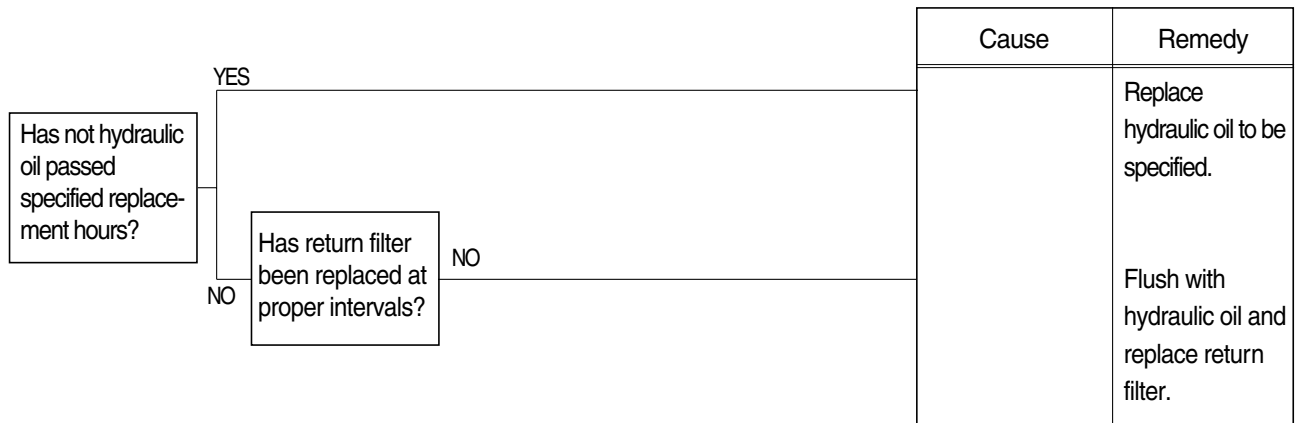 Cause Remedy
YES
Has not hydraulic
oil passed
specified replace-
ment hours?
Replace
hydraulic oil to be
specified.
NO
Has return filter
been replaced at
proper intervals?
NO
Flush with
hydraulic oil and
replace return
filter.